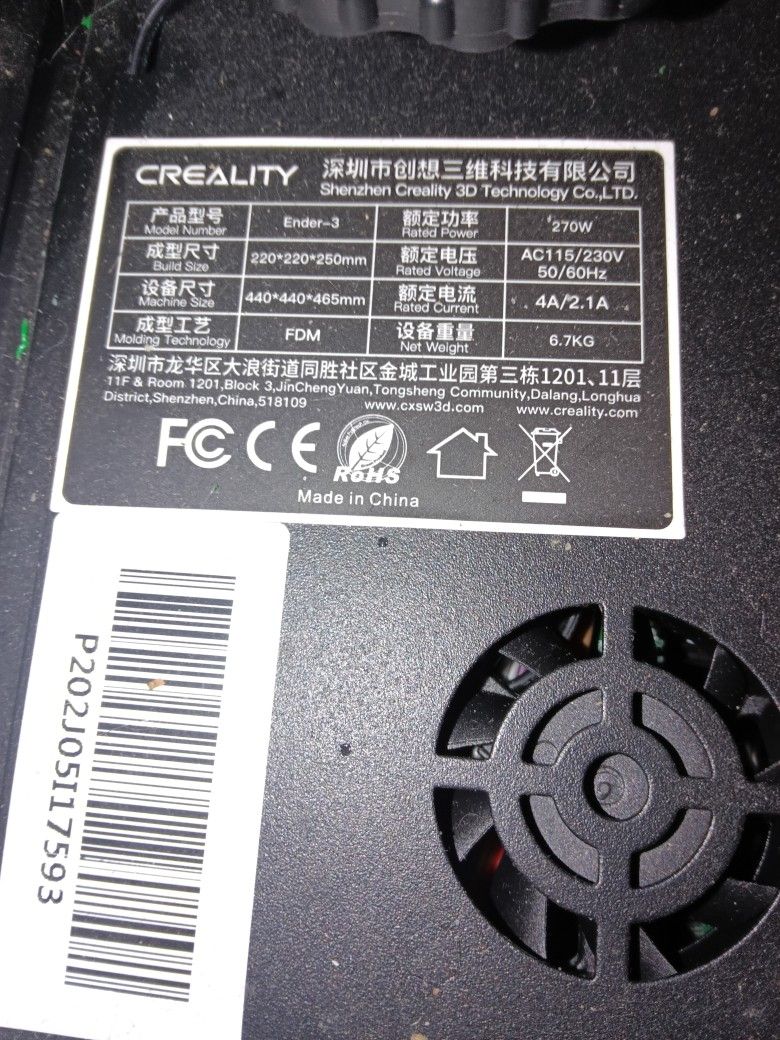 CREALITY 深圳市创想三维科技有限公司
Shenzhen Creality 3D Technology Co.,LTD.
产品型号 Model Number Ender-3 额定功率 Rated Power 270W
成型尺寸 Build Size 220*220*250mm 额定电压 Rated Voltage AC115/230V 50/60Hz
设备尺寸 Machine Size 440*440*465mm 额定电流 Rated Current 4A/2.1A
成型工艺 Molding Technology FDM 设备重量 Net Weight 6.7KG
深圳市龙华区大浪街道同胜社区金城工业园第三栋1201、11层
11F & Room 1201,Block 3,JinChengYuan,Tongsheng Community,Dalang,Longhua
District,Shenzhen,China,518109 www.cxsw3d.com www.creality.com
FC CE RoHS
Made in China
P202J05I17593